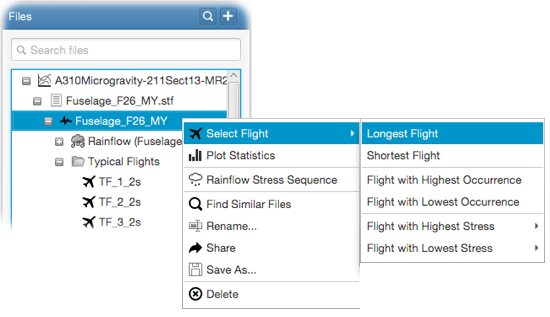 Files
Search files
A310Microgravity-211Sect13-MR2
Fuselage_F26_MY.stf
Fuselage_F26_MY
Rainflow (Fuselage
Typical Flights
TF_1_2s
TF_2_2s
TF_3_2s
Select Flight
Plot Statistics
Rainflow Stress Sequence
Find Similar Files
Rename...
Share
Save As...
Delete
Longest Flight
Shortest Flight
Flight with Highest Occurrence
Flight with Lowest Occurrence
Flight with Highest Stress
Flight with Lowest Stress